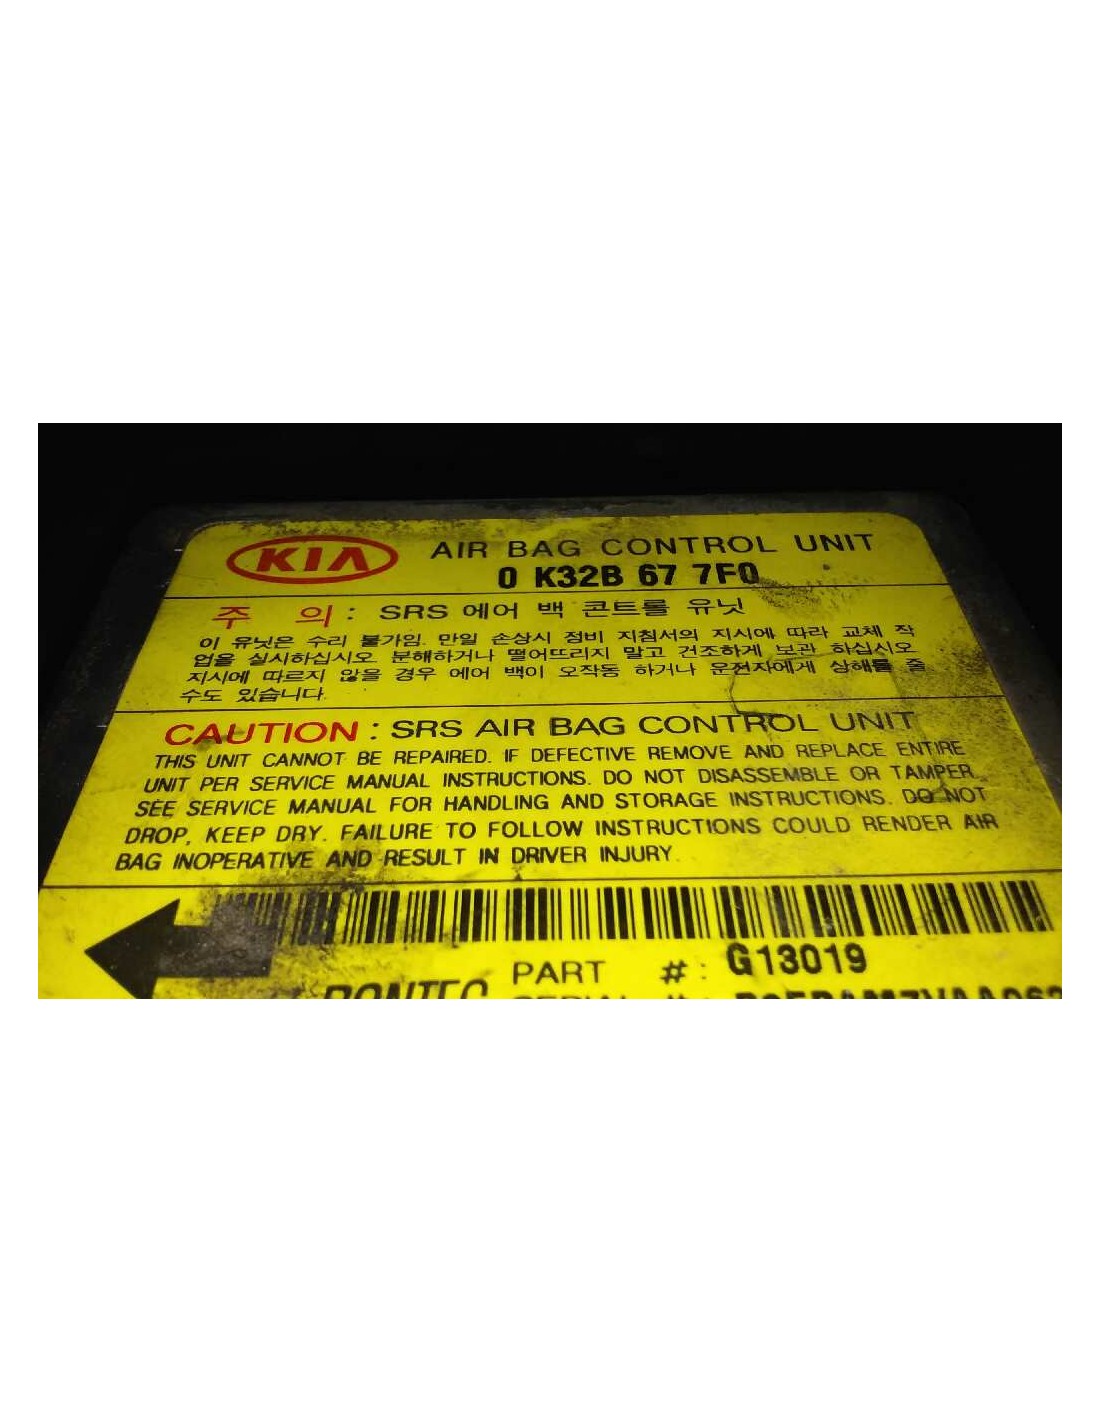 KIA AIR BAG CONTROL UNIT
0 K32B 67 7F0
주 의 : SRS 에어 백 콘트롤 유닛
이 유닛은 수리 불가임. 만일 손상시 정비 지침서의 지시에 따라 교체 작
업을 실시하십시오 분해하거나 떨어뜨리지 말고 건조하게 보관 하십시오
지시에 따르지 않을 경우 에어 백이 오작동 하거나 운전자에게 상해를 줄
수도 있습니다.
CAUTION : SRS AIR BAG CONTROL UNIT
THIS UNIT CANNOT BE REPAIRED. IF DEFECTIVE REMOVE AND REPLACE ENTIRE
UNIT PER SERVICE MANUAL INSTRUCTIONS. DO NOT DISASSEMBLE OR TAMPER.
SEE SERVICE MANUAL FOR HANDLING AND STORAGE INSTRUCTIONS. DO NOT
DROP, KEEP DRY. FAILURE TO FOLLOW INSTRUCTIONS COULD RENDER AIR
BAG INOPERATIVE AND RESULT IN DRIVER INJURY.
PART # : G13019
SERIAL # :